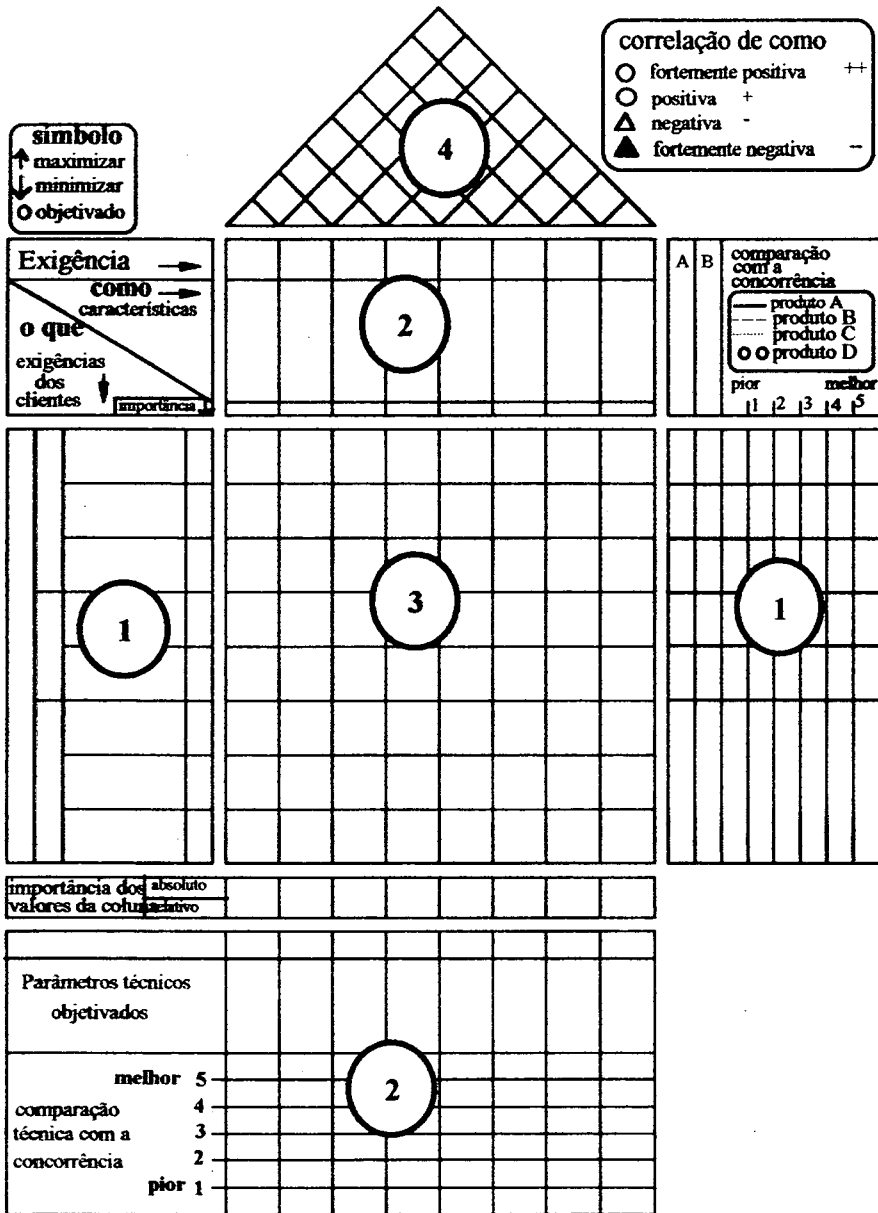 correlação de como
fortemente positiva ++
positiva +
negativa -
fortemente negativa --
4
símbolo
maximizar
minimizar
objetivado
Exigência
como
características
o que
exigências
dos
clientes
importância
2
A B
comparação
com a
concorrência
produto A
produto B
produto C
produto D
pior melhor
1 2 3 4 5
1
3
1
importância dos absoluto
valores da coluna relativo
Parâmetros técnicos
objetivados
2
melhor 5
comparação 4
técnica com a 3
concorrência 2
pior 1